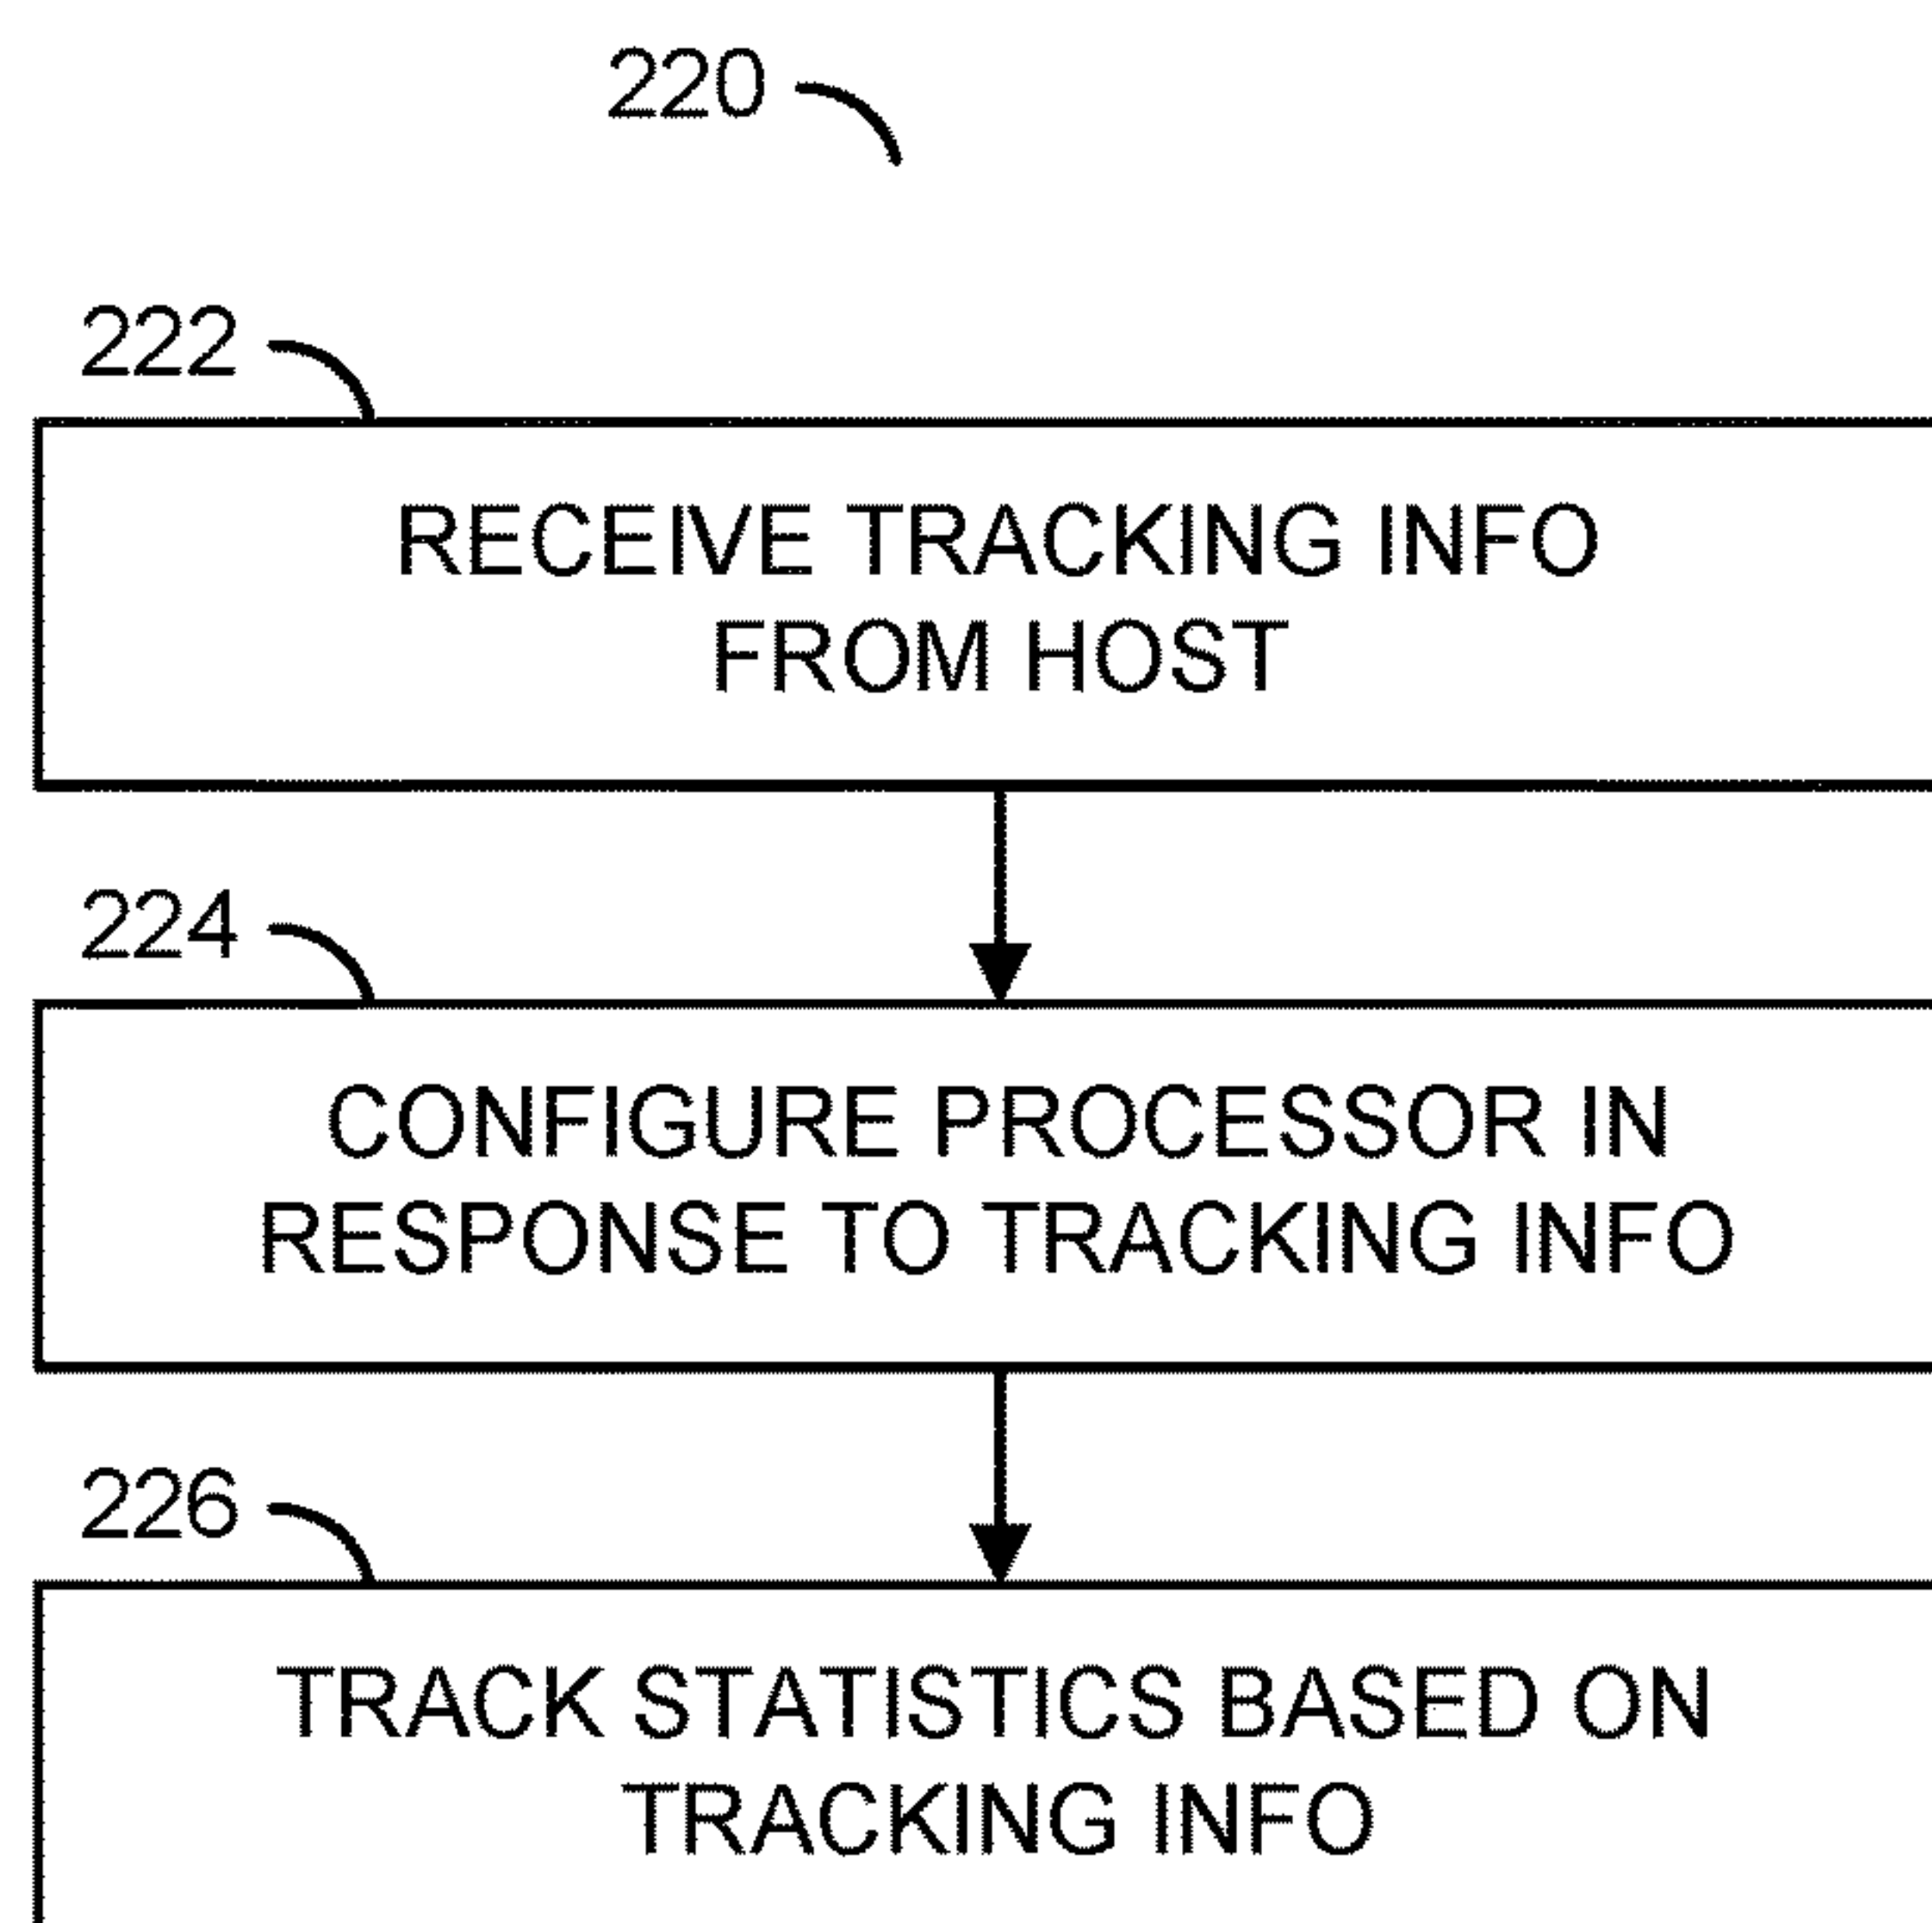 220
222
RECEIVE TRACKING INFO
FROM HOST
224
CONFIGURE PROCESSOR IN
RESPONSE TO TRACKING INFO
226
TRACK STATISTICS BASED ON
TRACKING INFO